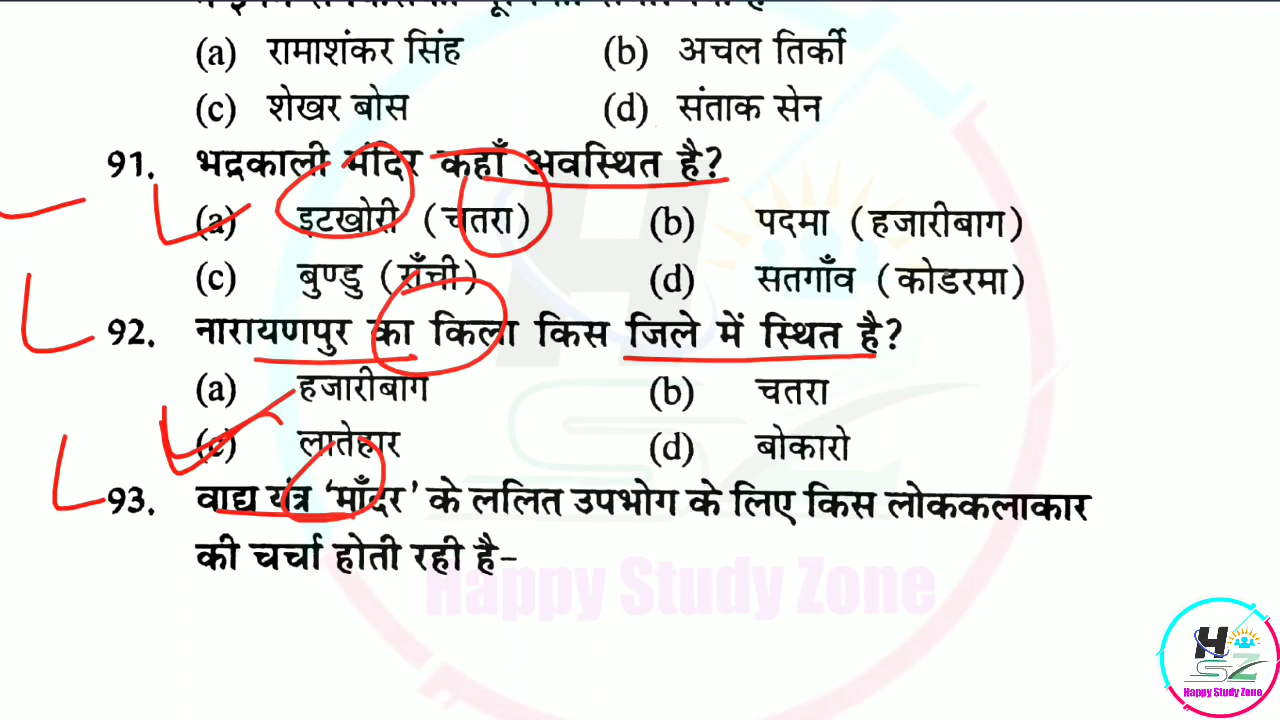 (a) रामाशंकर सिंह (b) अचल तिर्की
(c) शेखर बोस (d) संताक सेन
91. भद्रकाली मंदिर कहाँ अवस्थित है?
(a) इटखोरी (चतरा) (b) पदमा (हजारीबाग)
(c) बुण्डु (राँची) (d) सतगाँव (कोडरमा)
92. नारायणपुर का किला किस जिले में स्थित है?
(a) हजारीबाग (b) चतरा
(c) लातेहार (d) बोकारो
93. वाद्य यंत्र 'माँदर' के ललित उपभोग के लिए किस लोककलाकार
की चर्चा होती रही है-
Happy Study Zone
HSZ
Happy Study Zone